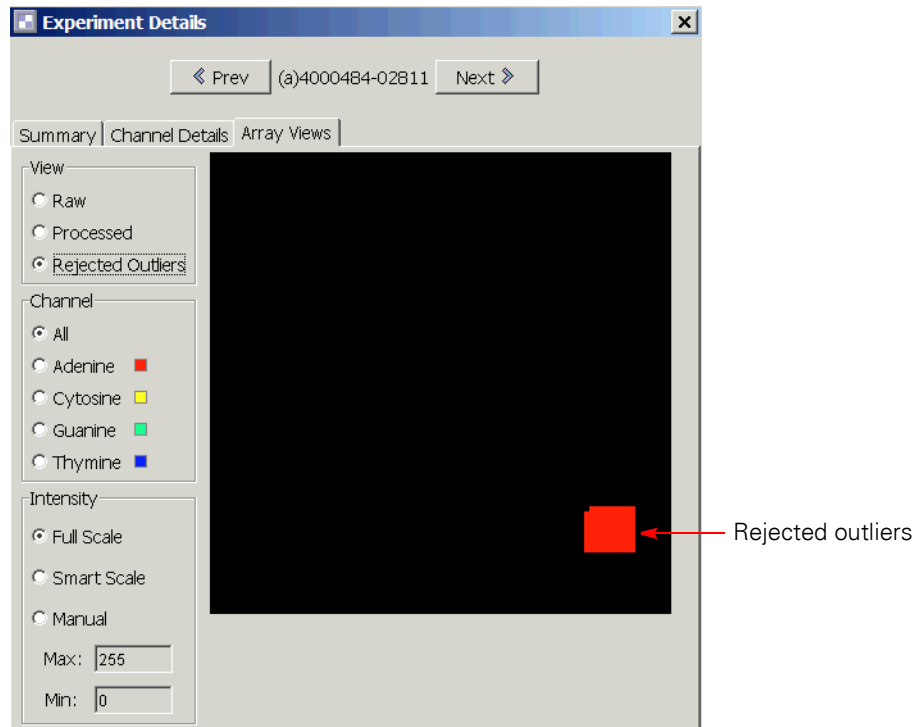 Experiment Details
Prev (a)4000484-02811 Next
Summary Channel Details Array Views
View
Raw
Processed
Rejected Outliers
Channel
All
Adenine
Cytosine
Guanine
Thymine
Intensity
Full Scale
Smart Scale
Manual
Max: 255
Min: 0
Rejected outliers